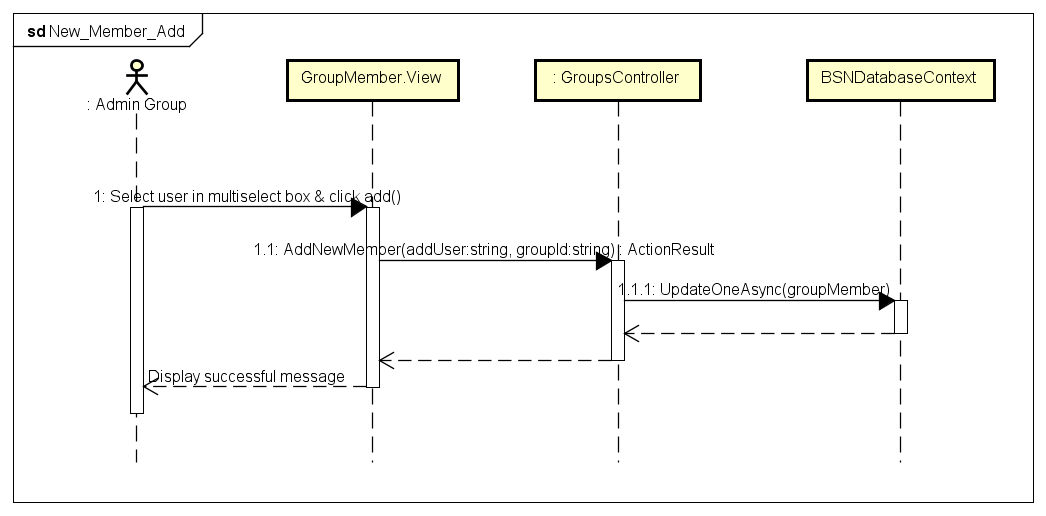 sd New_Member_Add
: Admin Group
GroupMember.View
: GroupsController
BSNDatabaseContext
1: Select user in multiselect box & click add()
1.1: AddNewMember(addUser:string, groupId:string) : ActionResult
1.1.1: UpdateOneAsync(groupMember)
Display successful message